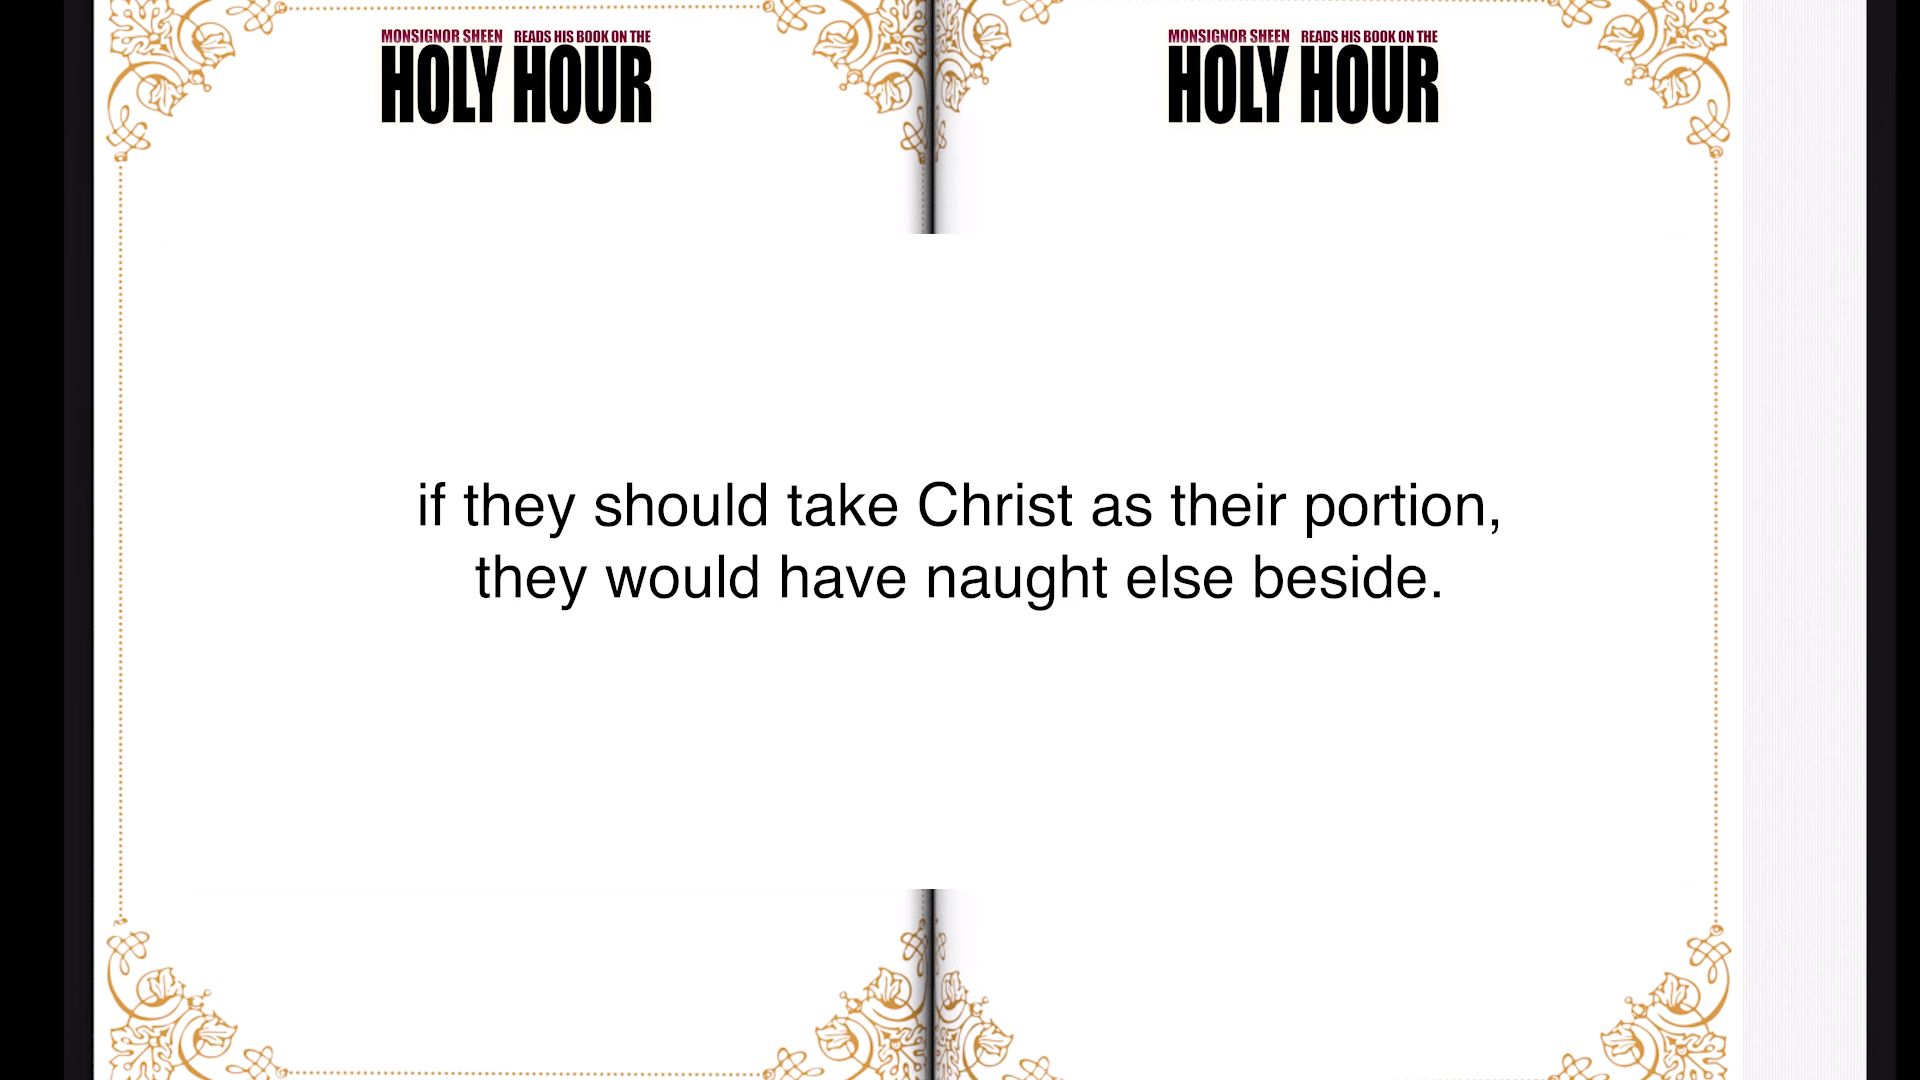 MONSIGNOR SHEEN READS HIS BOOK ON THE
HOLY HOUR
MONSIGNOR SHEEN READS HIS BOOK ON THE
HOLY HOUR
if they should take Christ as their portion,
they would have naught else beside.